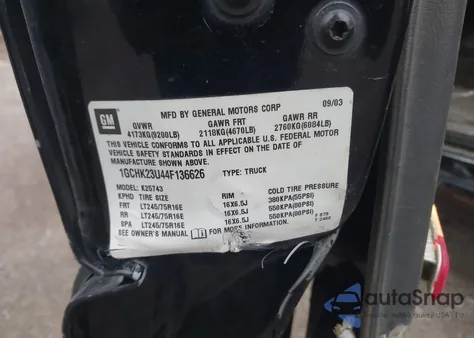 MFD BY GENERAL MOTORS CORP 09/03
GM
GVWR GAWR FRT GAWR RR
4173KG(9200LB) 2118KG(4670LB) 2760KG(6084LB)
THIS VEHICLE CONFORMS TO ALL APPLICABLE U.S. FEDERAL MOTOR
VEHICLE SAFETY STANDARDS IN EFFECT ON THE DATE OF
MANUFACTURE SHOWN ABOVE.
1GCHK23U44F136626 TYPE: TRUCK
MODEL: K25743
KPHD TIRE SIZE RIM COLD TIRE PRESSURE
FRT LT245/75R16E 16X6.5J 380KPA(55PSI)
RR LT245/75R16E 16X6.5J 550KPA(80PSI)
SPA LT245/75R16E 16X6.5J 550KPA(80PSI)
SEE OWNER'S MANUAL FOR MORE INFORMATION.
autoSnap